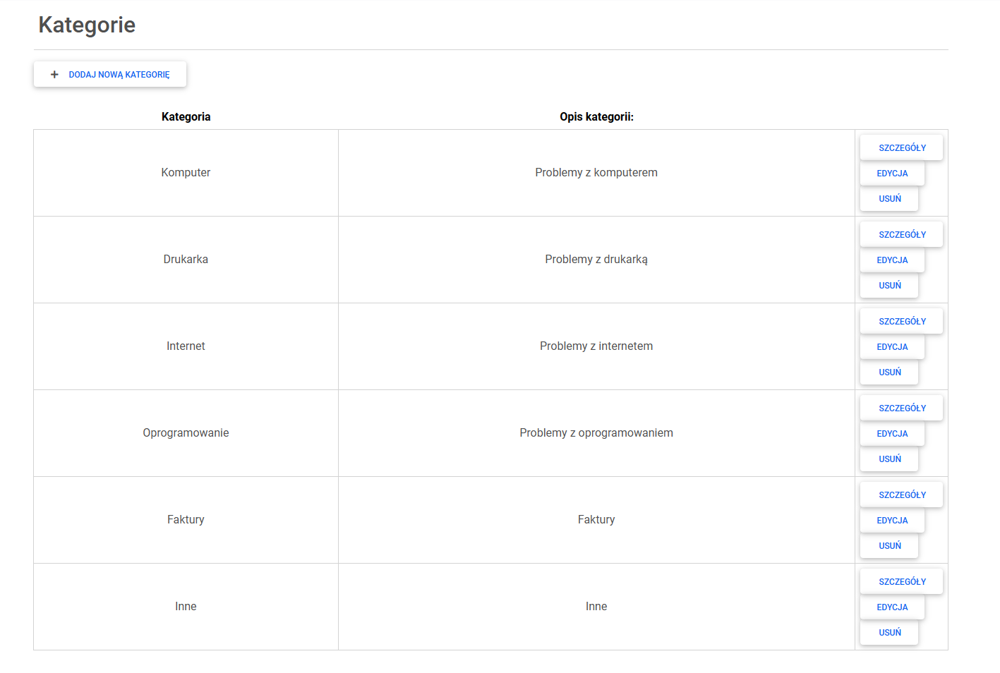 Kategorie
+ DODAJ NOWĄ KATEGORIĘ
Kategoria Opis kategorii:
Komputer Problemy z komputerem
SZCZEGÓŁY
EDYCJA
USUŃ
Drukarka Problemy z drukarką
SZCZEGÓŁY
EDYCJA
USUŃ
Internet Problemy z internetem
SZCZEGÓŁY
EDYCJA
USUŃ
Oprogramowanie Problemy z oprogramowaniem
SZCZEGÓŁY
EDYCJA
USUŃ
Faktury Faktury
SZCZEGÓŁY
EDYCJA
USUŃ
Inne Inne
SZCZEGÓŁY
EDYCJA
USUŃ